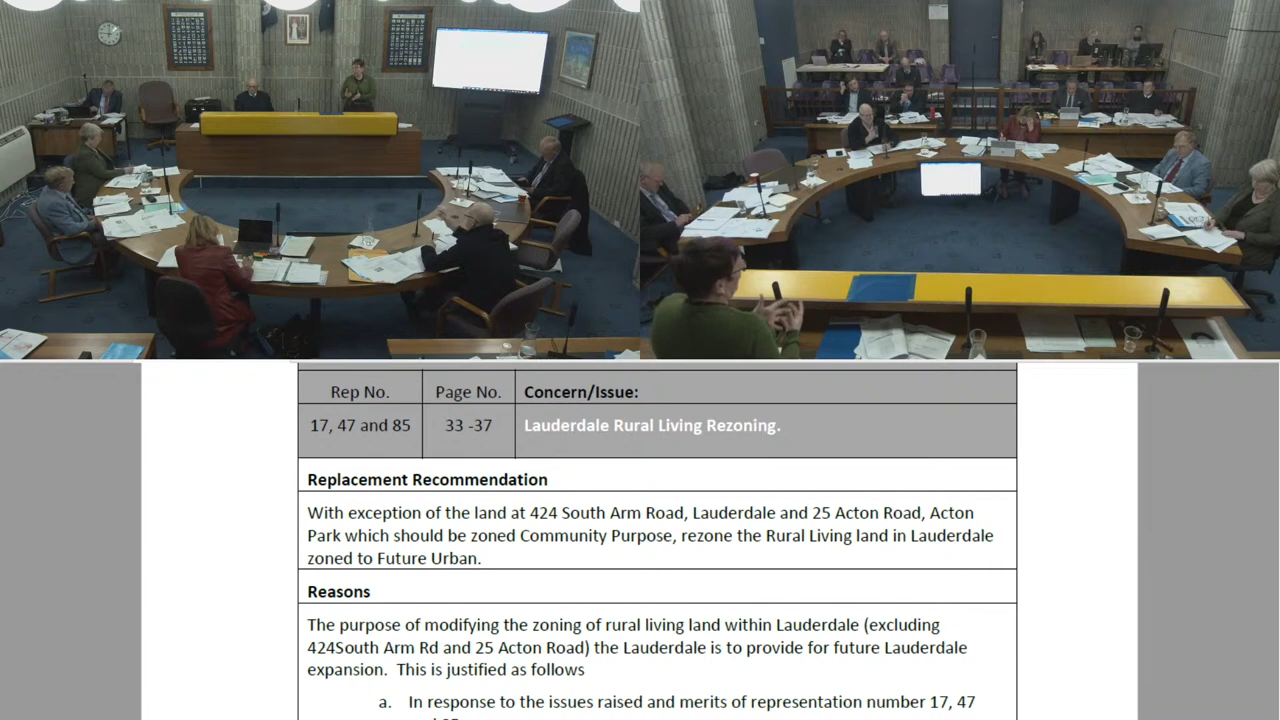 Rep No. Page No. Concern/Issue:
17, 47 and 85 33 -37 Lauderdale Rural Living Rezoning.
Replacement Recommendation
With exception of the land at 424 South Arm Road, Lauderdale and 25 Acton Road, Acton
Park which should be zoned Community Purpose, rezone the Rural Living land in Lauderdale
zoned to Future Urban.
Reasons
The purpose of modifying the zoning of rural living land within Lauderdale (excluding
424South Arm Rd and 25 Acton Road) the Lauderdale is to provide for future Lauderdale
expansion. This is justified as follows
a. In response to the issues raised and merits of representation number 17, 47